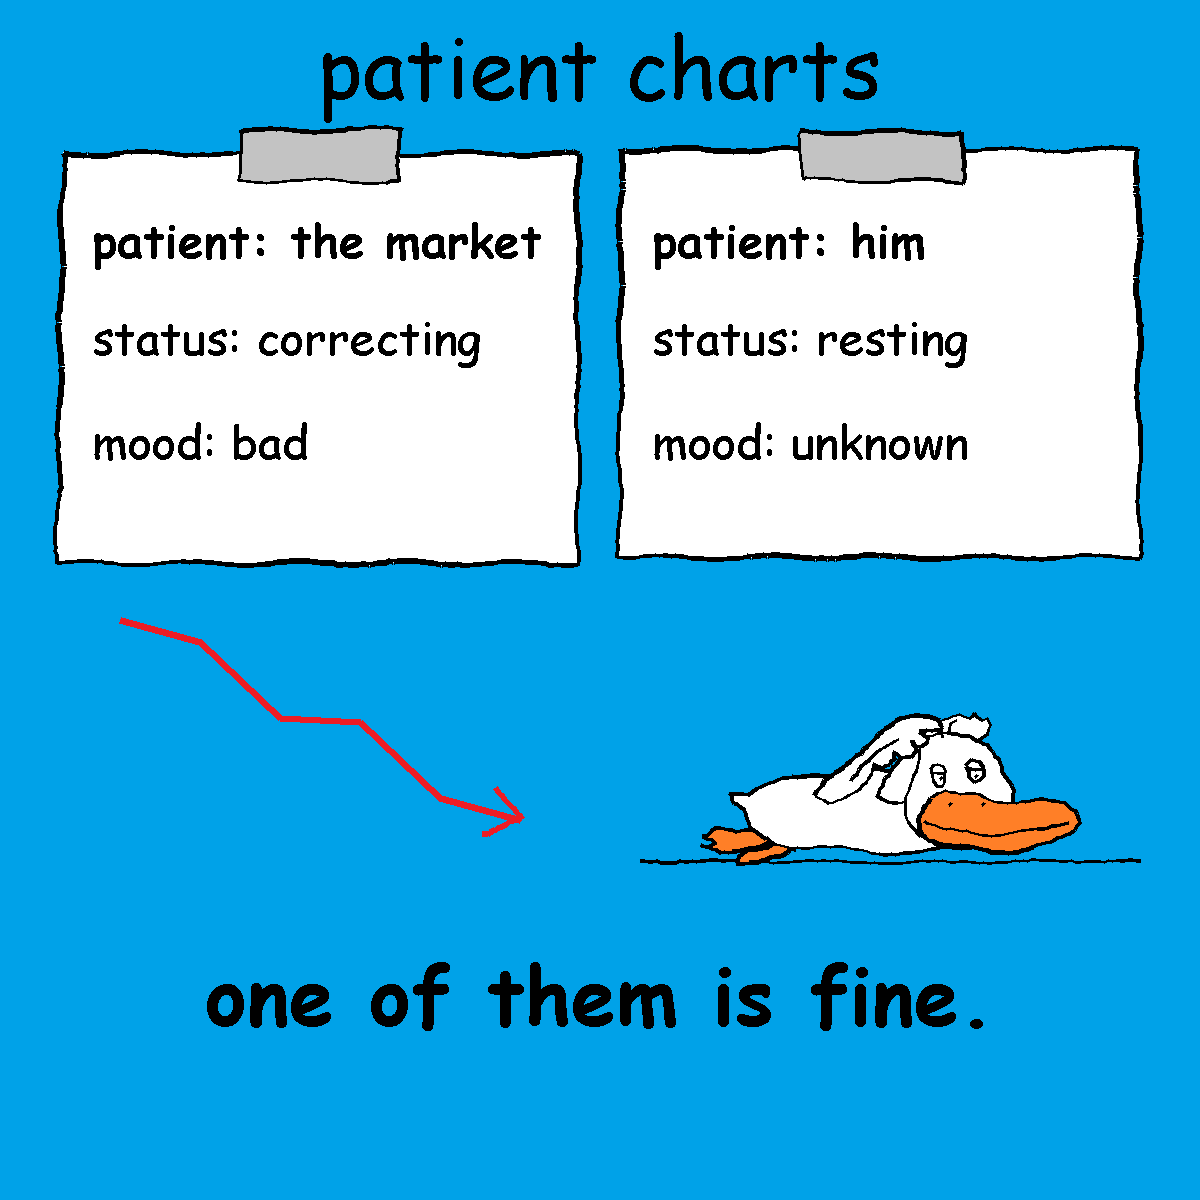 patient charts
patient: the market
status: correcting
mood: bad
patient: him
status: resting
mood: unknown
one of them is fine.